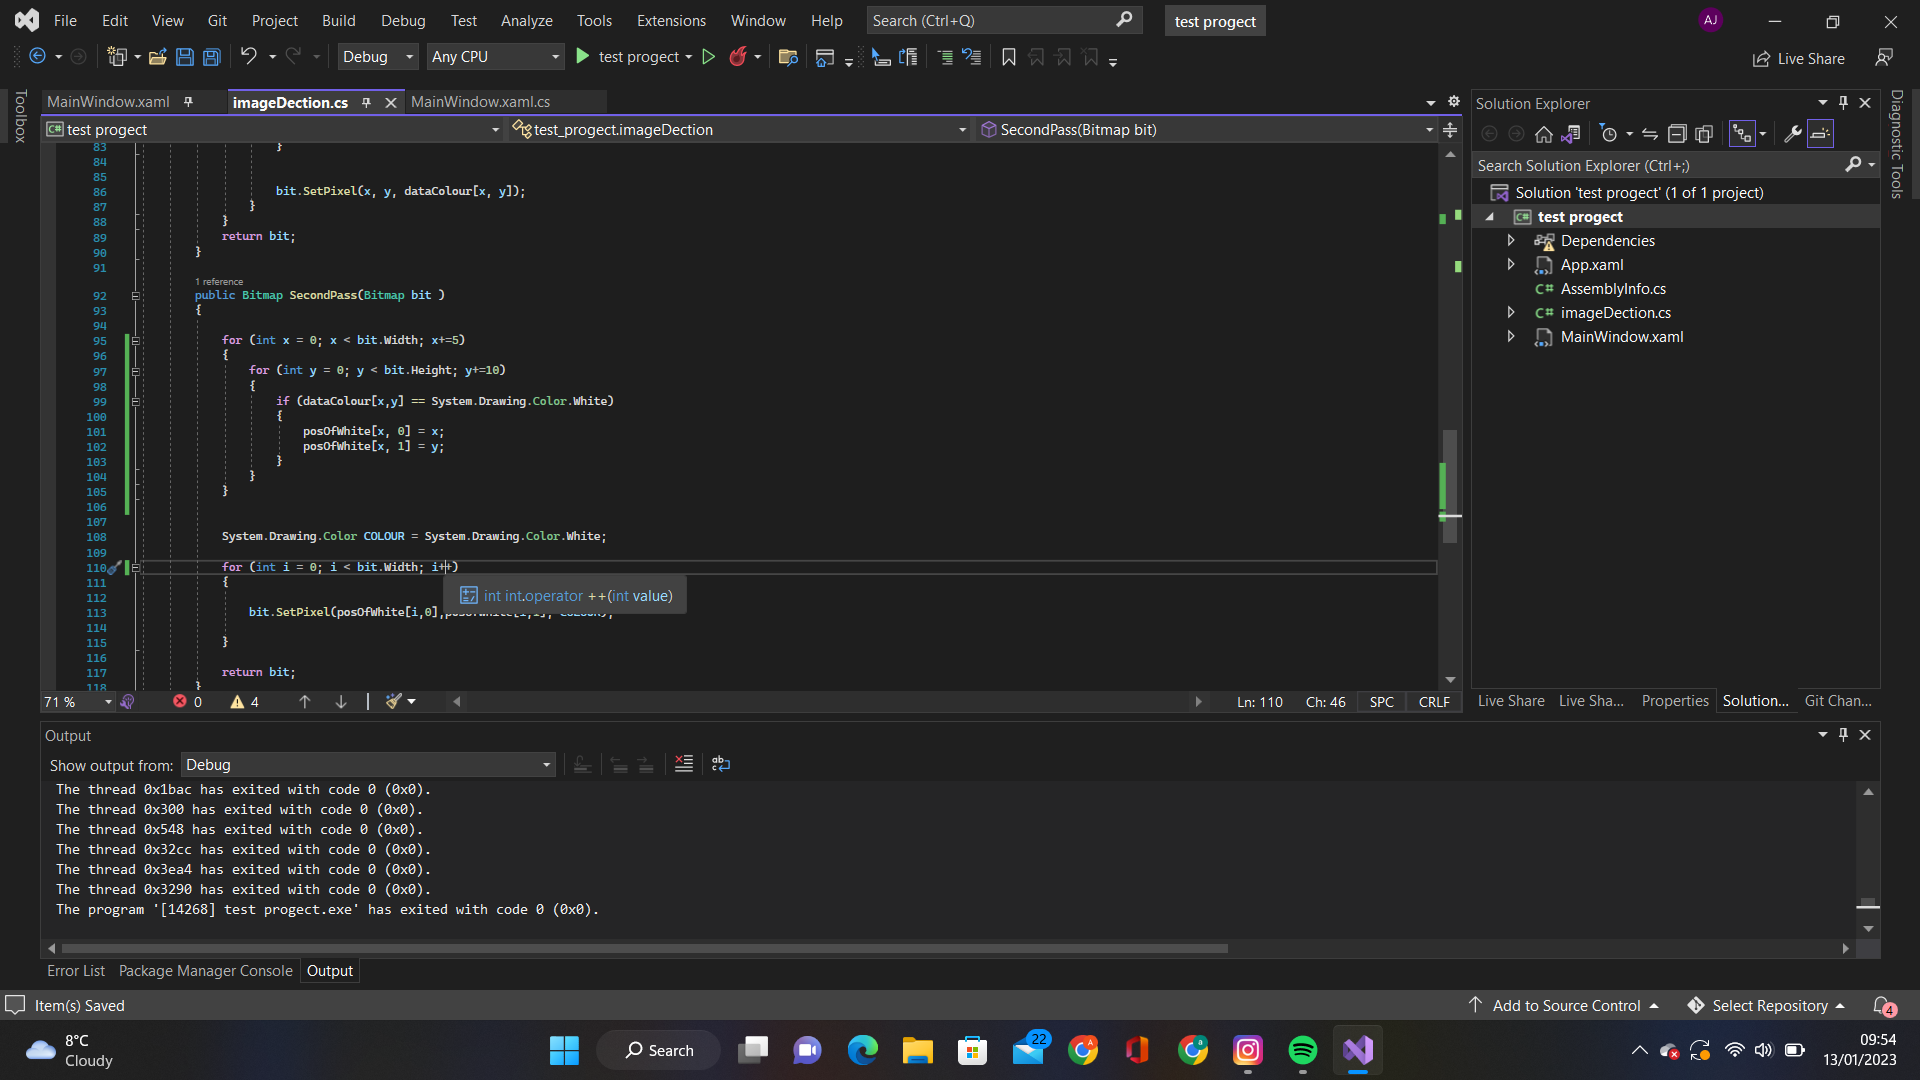 File Edit View Git Project Build Debug Test Analyze Tools Extensions Window Help Search (Ctrl+Q) test progect AJ
Debug Any CPU test progect Live Share
Toolbox
MainWindow.xaml imageDection.cs MainWindow.xaml.cs
C# test progect test_progect.imageDection SecondPass(Bitmap bit)
83 }
84
85
86 bit.SetPixel(x, y, dataColour[x, y]);
87 }
88 }
89 return bit;
90 }
91
1 reference
92 public Bitmap SecondPass(Bitmap bit )
93 {
94
95 for (int x = 0; x < bit.Width; x+=5)
96 {
97 for (int y = 0; y < bit.Height; y+=10)
98 {
99 if (dataColour[x,y] == System.Drawing.Color.White)
100 {
101 posOfWhite[x, 0] = x;
102 posOfWhite[x, 1] = y;
103 }
104 }
105 }
106
107
108 System.Drawing.Color COLOUR = System.Drawing.Color.White;
109
110 for (int i = 0; i < bit.Width; i++)
111 {
int int.operator ++(int value)
112
113 bit.SetPixel(posOfWhite[i,0],
114
115 }
116
117 return bit;
118 }
71 % 0 4 Ln: 110 Ch: 46 SPC CRLF
Solution Explorer
Search Solution Explorer (Ctrl+;)
Solution 'test progect' (1 of 1 project)
C# test progect
Dependencies
App.xaml
C# AssemblyInfo.cs
C# imageDection.cs
MainWindow.xaml
Live Share Live Sha... Properties Solution... Git Chan...
Diagnostic Tools
Output
Show output from: Debug
The thread 0x1bac has exited with code 0 (0x0).
The thread 0x300 has exited with code 0 (0x0).
The thread 0x548 has exited with code 0 (0x0).
The thread 0x32cc has exited with code 0 (0x0).
The thread 0x3ea4 has exited with code 0 (0x0).
The thread 0x3290 has exited with code 0 (0x0).
The program '[14268] test progect.exe' has exited with code 0 (0x0).
Error List Package Manager Console Output
Item(s) Saved Add to Source Control Select Repository 4
8°C
Cloudy
Search 22
09:54
13/01/2023